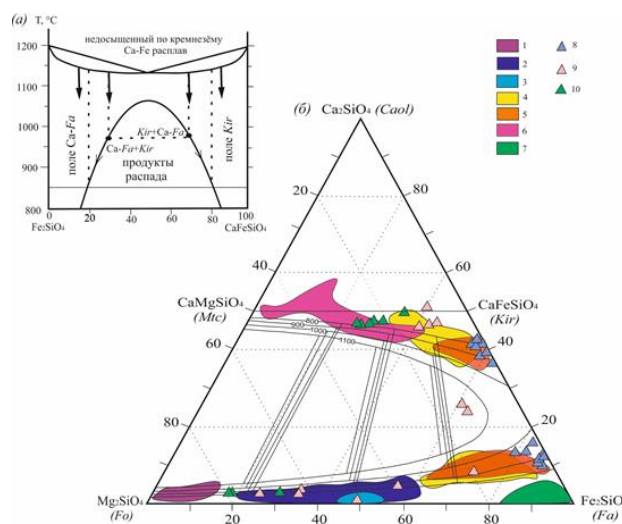 (а) T, °C
недосыщенный по кремнезёму
Ca-Fe расплав
1200
1100
1000
900
800
поле Ca-Fa
Kir+Ca-Fa
Ca-Fa+Kir
продукты
распада
поле Kir
0 20 40 60 80 100
Fe₂SiO₄ CaFeSiO₄
1 8
2 9
3 10
4
5
6
7
(б) Ca₂SiO₄ (Caol)
20 80
40 60
CaMgSiO₄
(Mtc)
CaFeSiO₄
(Kir)
800
900
1000
1100
60 40
80 20
Mg₂SiO₄
(Fo)
20 40 60 80
Fe₂SiO
(Fa)